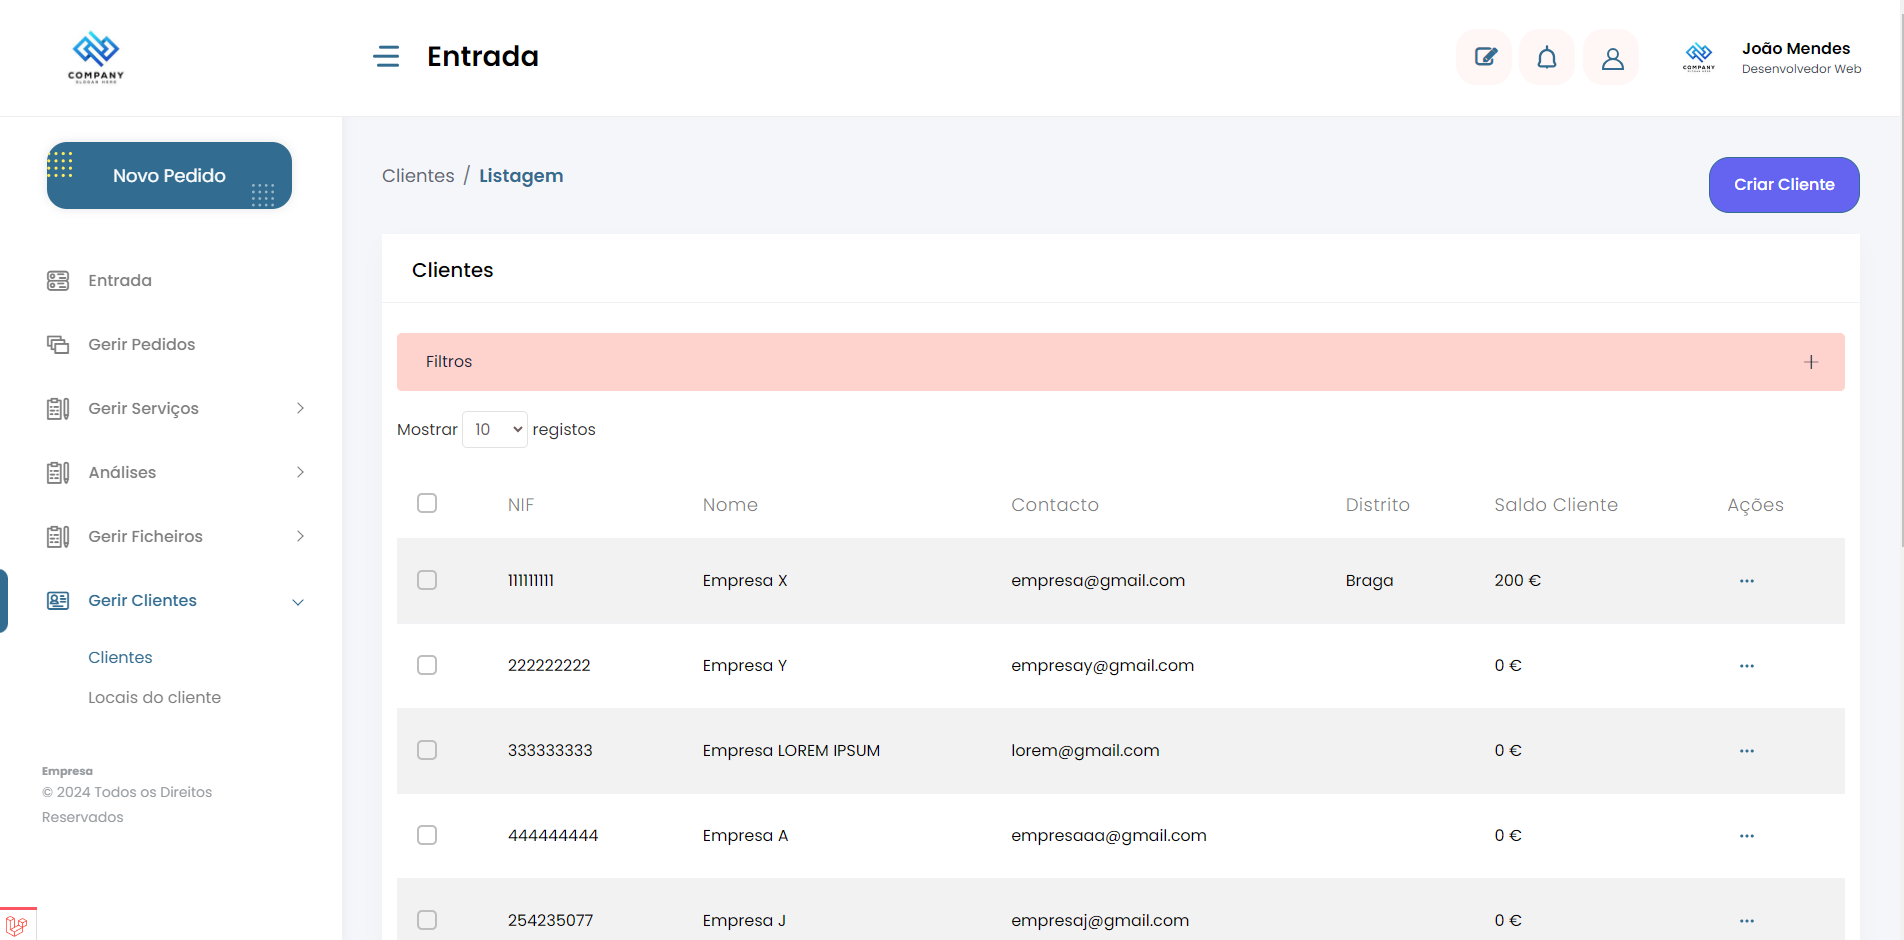 COMPANY
SLOGAN HERE
Entrada
COMPANY
João Mendes
Desenvolvedor Web
Novo Pedido
Entrada
Gerir Pedidos
Gerir Serviços
Análises
Gerir Ficheiros
Gerir Clientes
Clientes
Locais do cliente
Empresa
© 2024 Todos os Direitos
Reservados
Clientes / Listagem
Criar Cliente
Clientes
Filtros +
Mostrar 10 registos
NIF Nome Contacto Distrito Saldo Cliente Ações
111111111 Empresa X empresa@gmail.com Braga 200 € ...
222222222 Empresa Y empresay@gmail.com 0 € ...
333333333 Empresa LOREM IPSUM lorem@gmail.com 0 € ...
444444444 Empresa A empresaaa@gmail.com 0 € ...
254235077 Empresa J empresaj@gmail.com 0 € ...